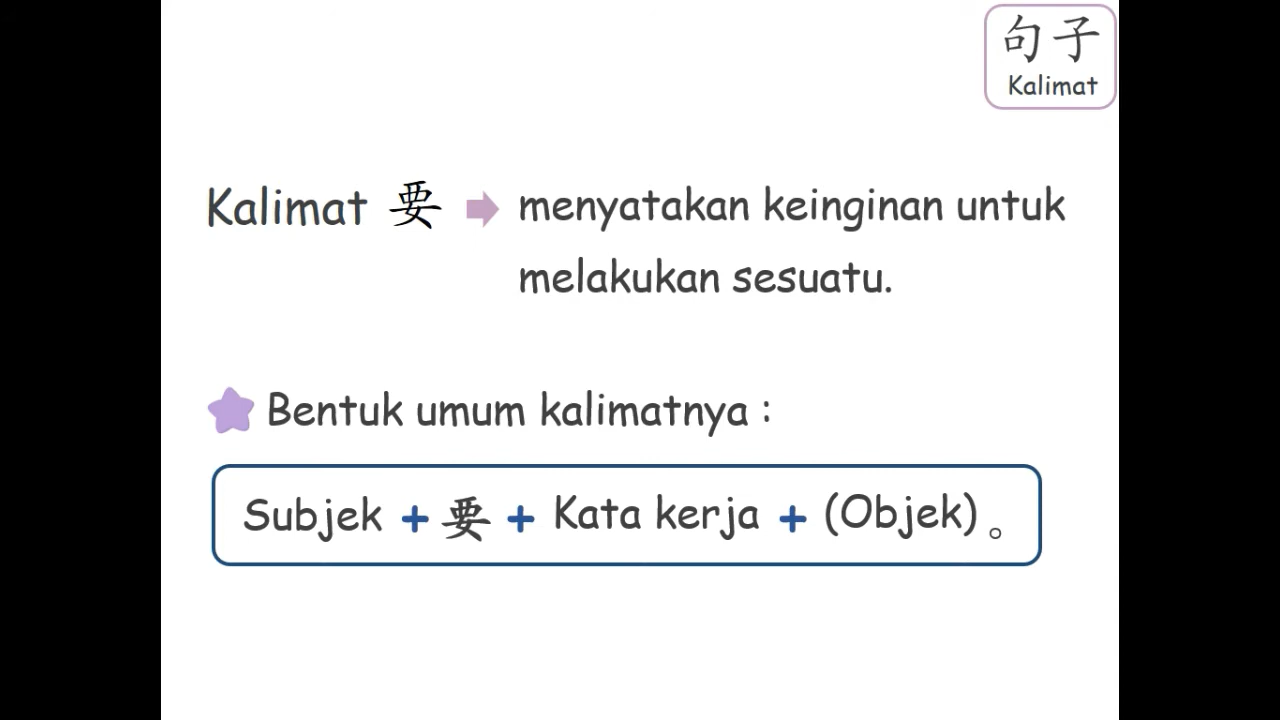 句子
Kalimat
Kalimat 要 menyatakan keinginan untuk
melakukan sesuatu.
Bentuk umum kalimatnya :
Subjek + 要 + Kata kerja + (Objek) 。